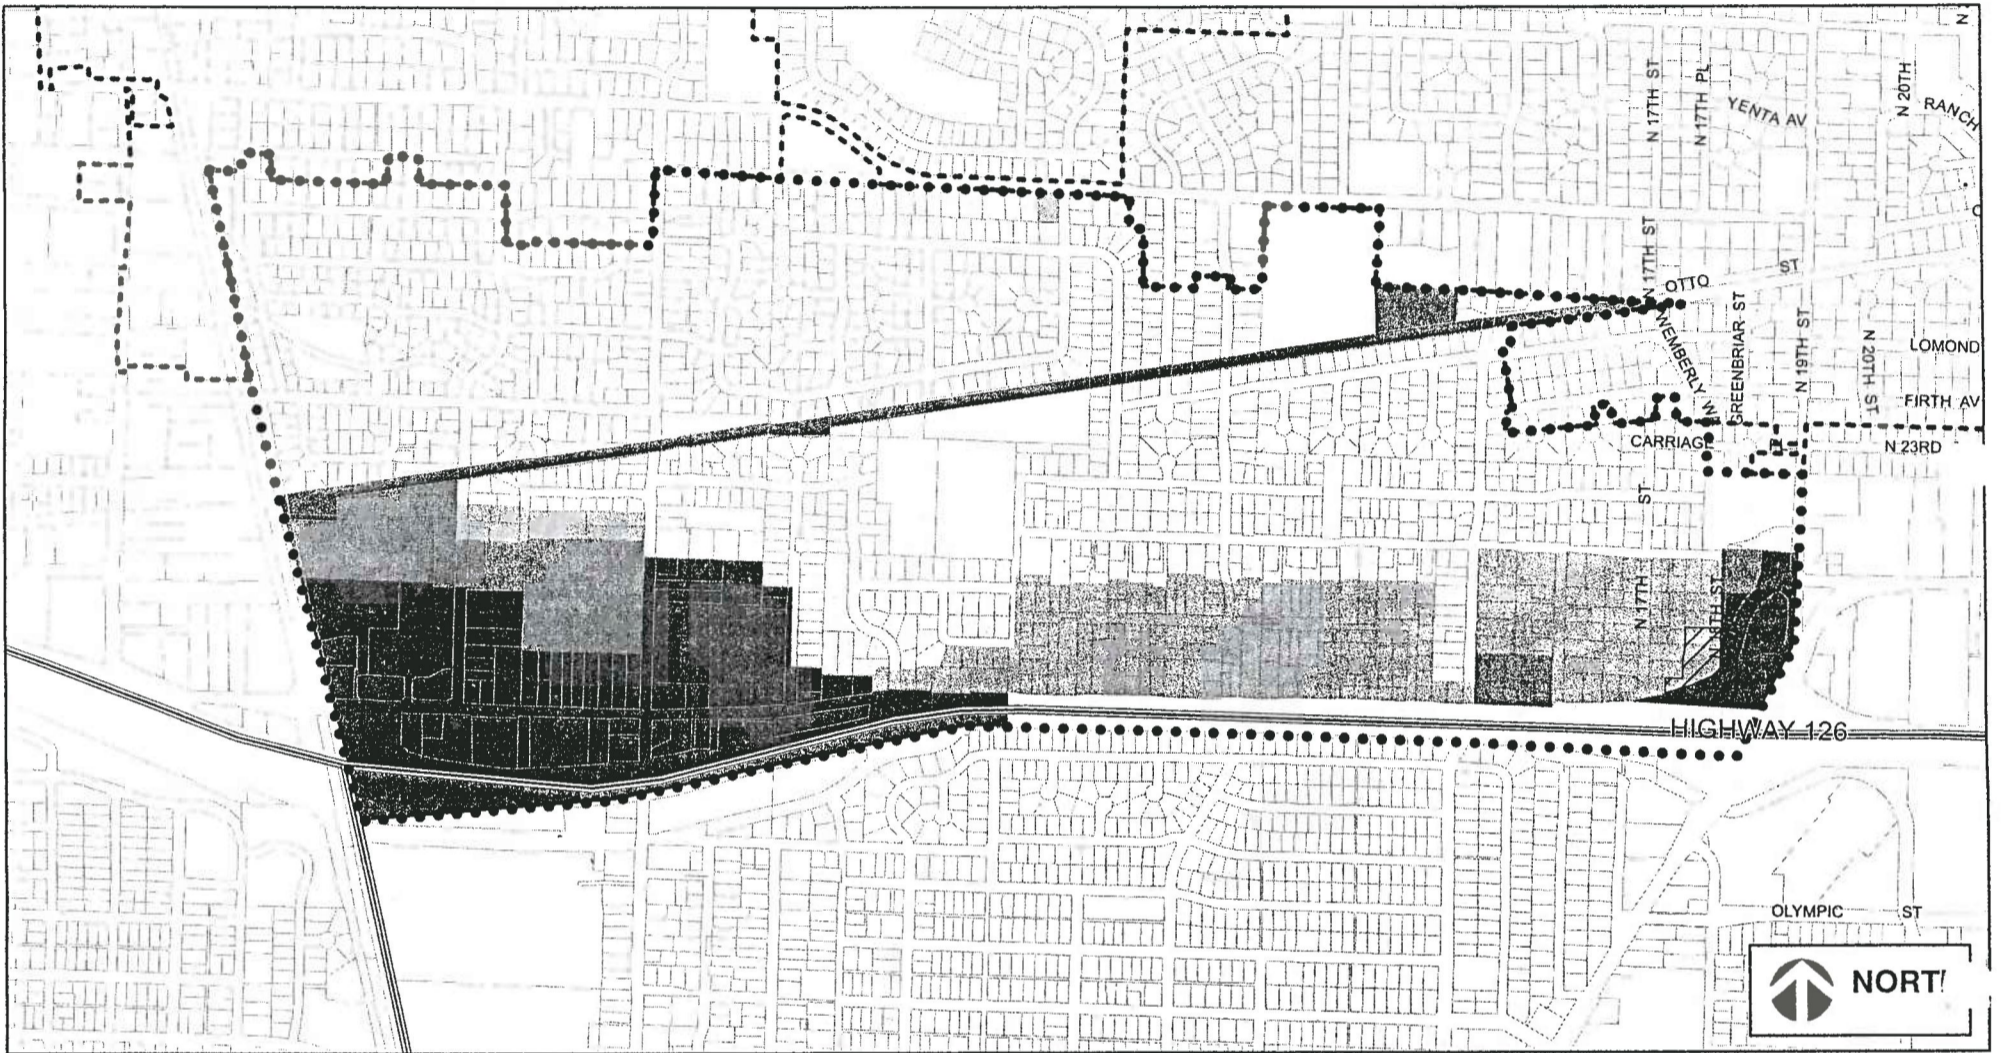 N
N 17TH ST
N 17TH PL
YENTA AV
N 20TH
RANCH
N 17TH ST
OTTO
ST
WEMBERLY W
GREENBRIAR ST
N 19TH ST
N 20TH ST
LOMOND
FIRTH AV
CARRIAG
N 23RD
ST
N 17TH
HIGHWAY 126
OLYMPIC
ST
NORT